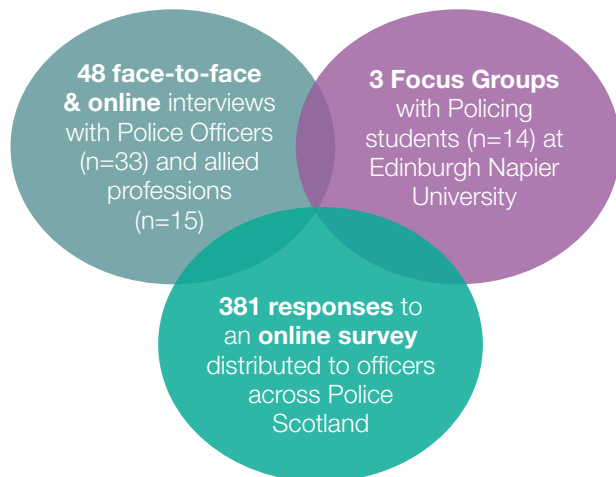 48 face-to-face
& online interviews
with Police Officers
(n=33) and allied
professions
(n=15)
3 Focus Groups
with Policing
students (n=14) at
Edinburgh Napier
University
381 responses to
an online survey
distributed to officers
across Police
Scotland